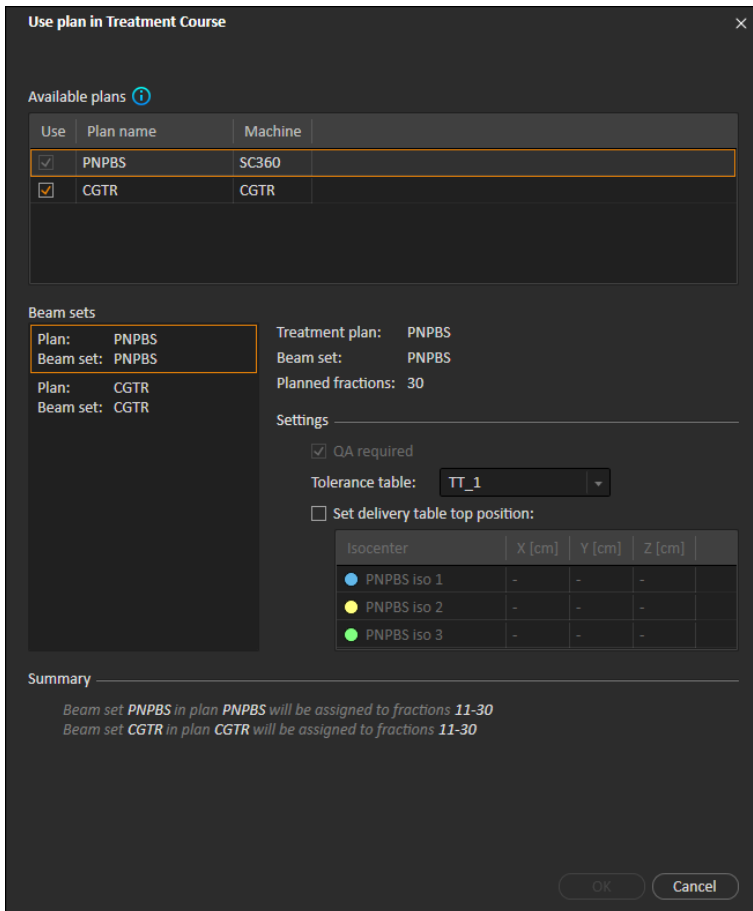 Use plan in Treatment Course
Available plans
Use Plan name Machine
PNPBS SC360
CGTR CGTR
Beam sets
Plan: PNPBS
Beam set: PNPBS
Plan: CGTR
Beam set: CGTR
Treatment plan: PNPBS
Beam set: PNPBS
Planned fractions: 30
Settings
QA required
Tolerance table: TT_1
Set delivery table top position:
Isocenter X [cm] Y [cm] Z [cm]
PNPBS iso 1 - - -
PNPBS iso 2 - - -
PNPBS iso 3 - - -
Summary
Beam set PNPBS in plan PNPBS will be assigned to fractions 11-30
Beam set CGTR in plan CGTR will be assigned to fractions 11-30
OK Cancel